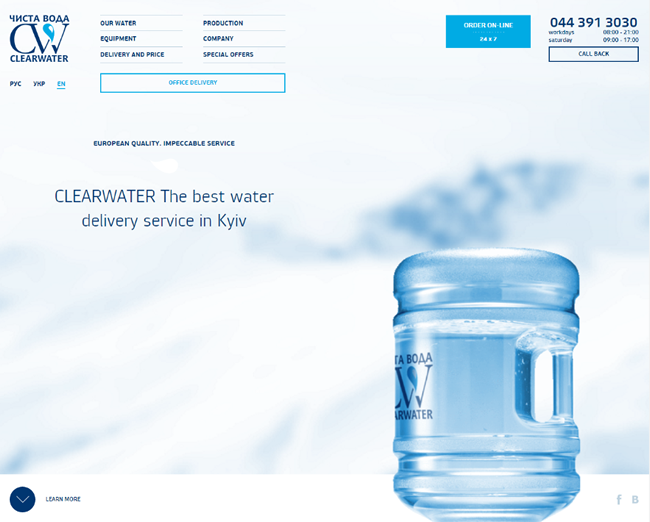 ЧИСТА ВОДА
CW
CLEARWATER
OUR WATER
EQUIPMENT
DELIVERY AND PRICE
PRODUCTION
COMPANY
SPECIAL OFFERS
OFFICE DELIVERY
ORDER ON-LINE
24 x 7
044 391 3030
workdays 08:00 - 21:00
saturday 09:00 - 17:00
CALL BACK
РУС УКР EN
EUROPEAN QUALITY. IMPECCABLE SERVICE
CLEARWATER The best water
delivery service in Kyiv
ТА ВОДА
CW
ARWATER
LEARN MORE